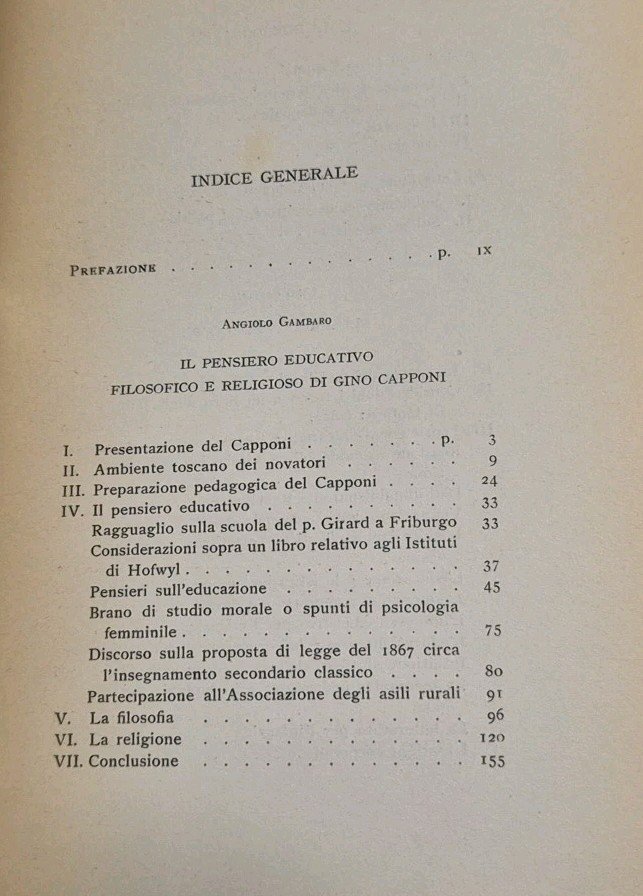 INDICE GENERALE
PREFAZIONE . . . . . . . . . . . . . . p. IX
ANGIOLO GAMBARO
IL PENSIERO EDUCATIVO
FILOSOFICO E RELIGIOSO DI GINO CAPPONI
I. Presentazione del Capponi . . . . . . . p. 3
II. Ambiente toscano dei novatori . . . . . . 9
III. Preparazione pedagogica del Capponi . . . . 24
IV. Il pensiero educativo . . . . . . . . . . 33
Ragguaglio sulla scuola del p. Girard a Friburgo 33
Considerazioni sopra un libro relativo agli Istituti
di Hofwyl . . . . . . . . . . . . . . 37
Pensieri sull'educazione . . . . . . . . . 45
Brano di studio morale o spunti di psicologia
femminile . . . . . . . . . . . . . . 75
Discorso sulla proposta di legge del 1867 circa
l'insegnamento secondario classico . . . . 80
Partecipazione all'Associazione degli asili rurali 91
V. La filosofia . . . . . . . . . . . . . 96
VI. La religione . . . . . . . . . . . . . 120
VII. Conclusione . . . . . . . . . . . . . 155